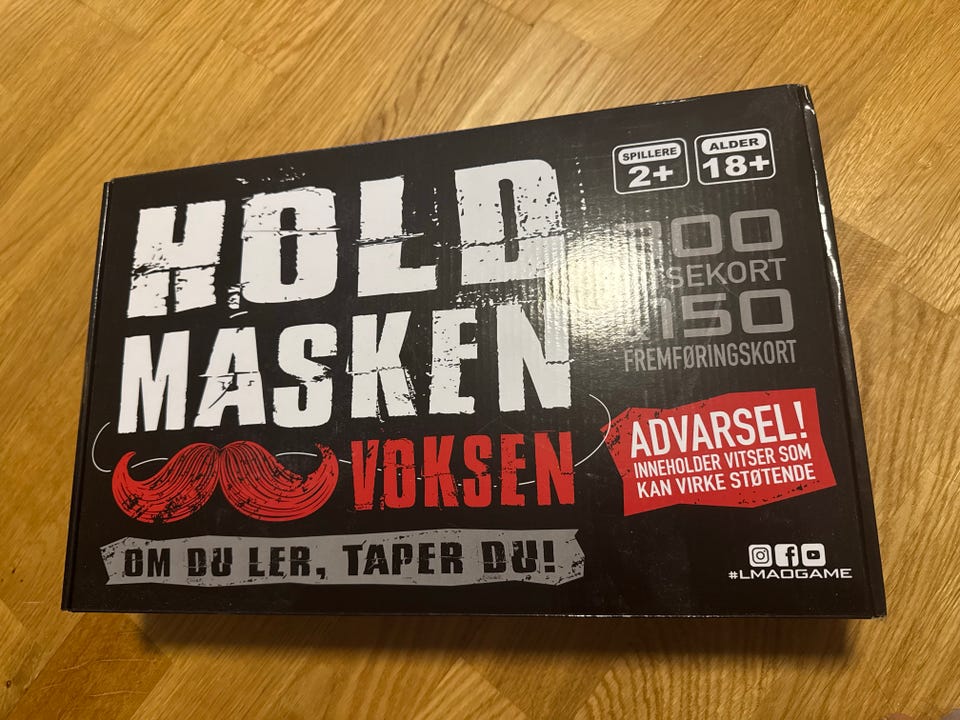 HOLD
MASKEN
VOKSEN
OM DU LER, TAPER DU!
SPILLERE
2+
ALDER
18+
FREMFØRINGSKORT
ADVARSEL!
INNEHOLDER VITSER SOM
KAN VIRKE STØTENDE
#LMAOGAME